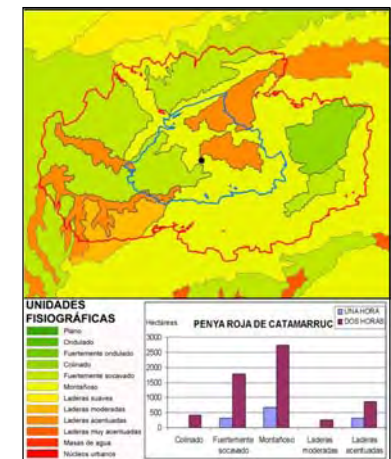 UNIDADES
FISIOGRÁFICAS
Plano
Ondulado
Fuertemente ondulado
Colinado
Fuertemente socavado
Montañoso
Laderas suaves
Laderas moderadas
Laderas acentuadas
Laderas muy acentuadas
Masas de agua
Núcleos urbanos
Hectáreas
PENYA ROJA DE CATAMARRUC
UNA HORA
DOS HORAS
3000
2500
2000
1500
1000
500
0
Colinado
Fuertemente socavado
Montañoso
Laderas moderadas
Laderas acentuadas